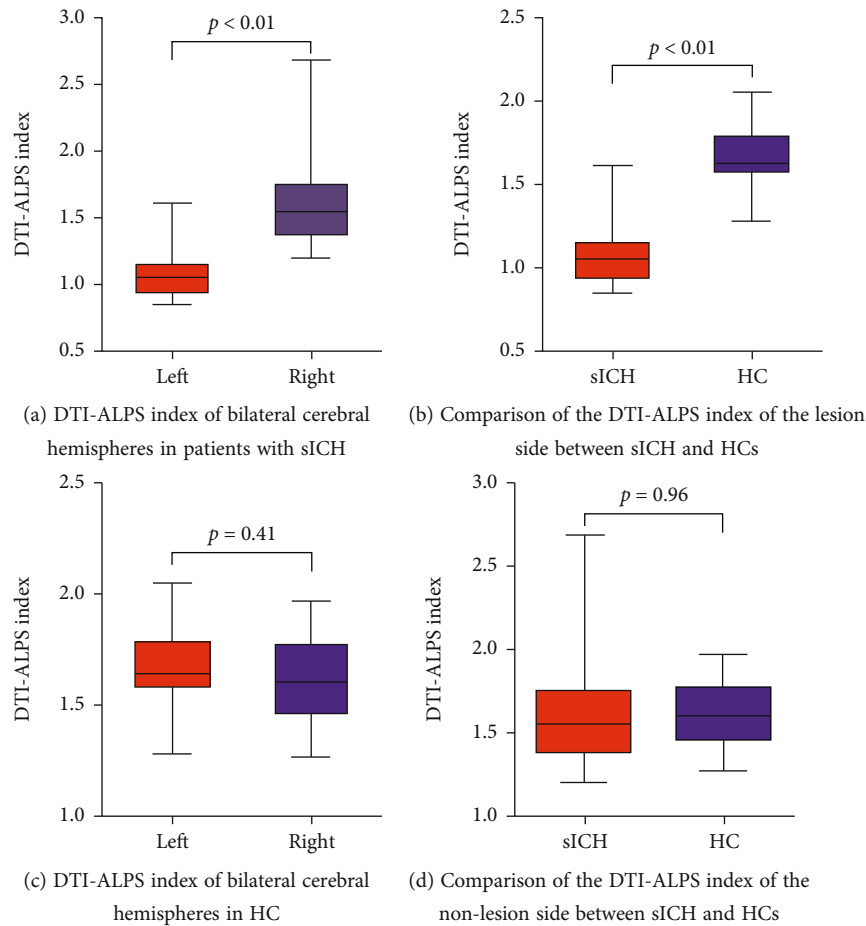 3.0
p < 0.01
2.5
2.0
1.5
1.0
0.5
DTI-ALPS index
Left
Right
(a) DTI-ALPS index of bilateral cerebral
hemispheres in patients with sICH
p < 0.01
2.5
2.0
1.5
1.0
0.5
DTI-ALPS index
sICH
HC
(b) Comparison of the DTI-ALPS index of the lesion
side between sICH and HCs
2.5
p = 0.41
2.0
1.5
1.0
DTI-ALPS index
Left
Right
(c) DTI-ALPS index of bilateral cerebral
hemispheres in HC
3.0
p = 0.96
2.5
2.0
1.5
1.0
DTI-ALPS index
sICH
HC
(d) Comparison of the DTI-ALPS index of the
non-lesion side between sICH and HCs